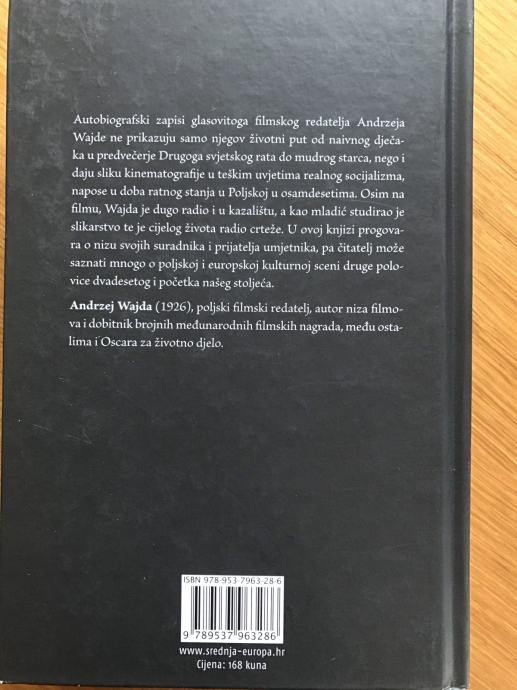 Autobiografski zapisi glasovitoga filmskog redatelja Andrzeja
Wajde ne prikazuju samo njegov životni put od naivnog dječa-
ka u predvečerje Drugoga svjetskog rata do mudrog starca, nego i
daju sliku kinematografije u teškim uvjetima realnog socijalizma,
napose u doba ratnog stanja u Poljskoj u osamdesetima. Osim na
filmu, Wajda je dugo radio i u kazalištu, a kao mladić studirao je
slikarstvo te je cijelog života radio crteže. U ovoj knjizi progova-
ra o nizu svojih suradnika i prijatelja umjetnika, pa čitatelj može
saznati mnogo o poljskoj i europskoj kulturnoj sceni druge polo-
vice dvadesetog i početka našeg stoljeća.
Andrzej Wajda (1926), poljski filmski redatelj, autor niza filmo-
va i dobitnik brojnih međunarodnih filmskih nagrada, među osta-
lima i Oscara za životno djelo.
ISBN 978-953-7963-28-6
9 789537 963286
www.srednja-europa.hr
Cijena: 168 kuna